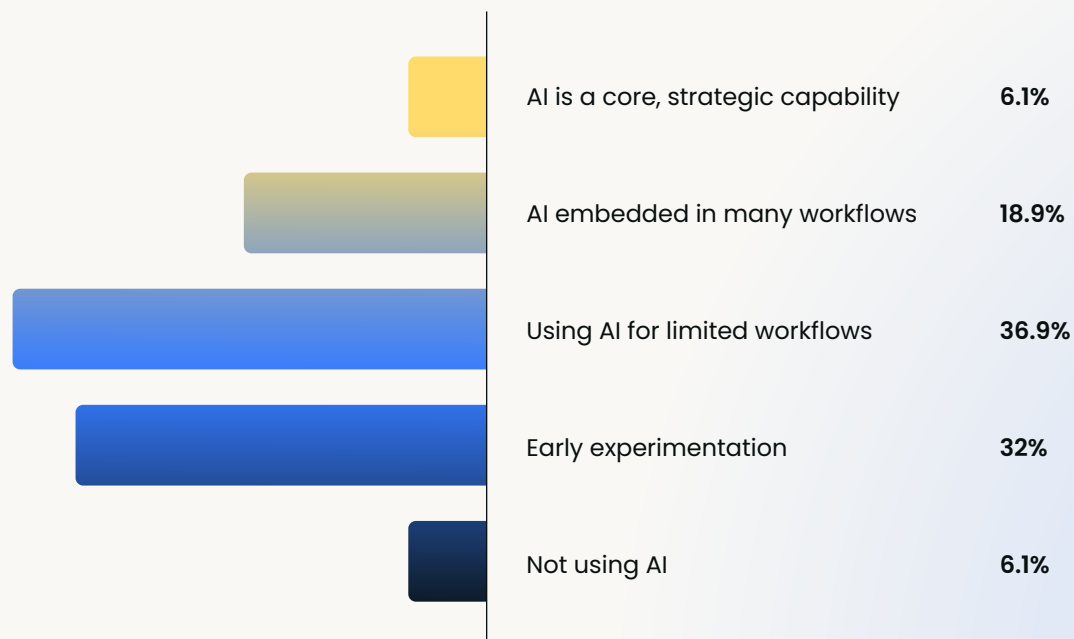 AI is a core, strategic capability 6.1%
AI embedded in many workflows 18.9%
Using AI for limited workflows 36.9%
Early experimentation 32%
Not using AI 6.1%